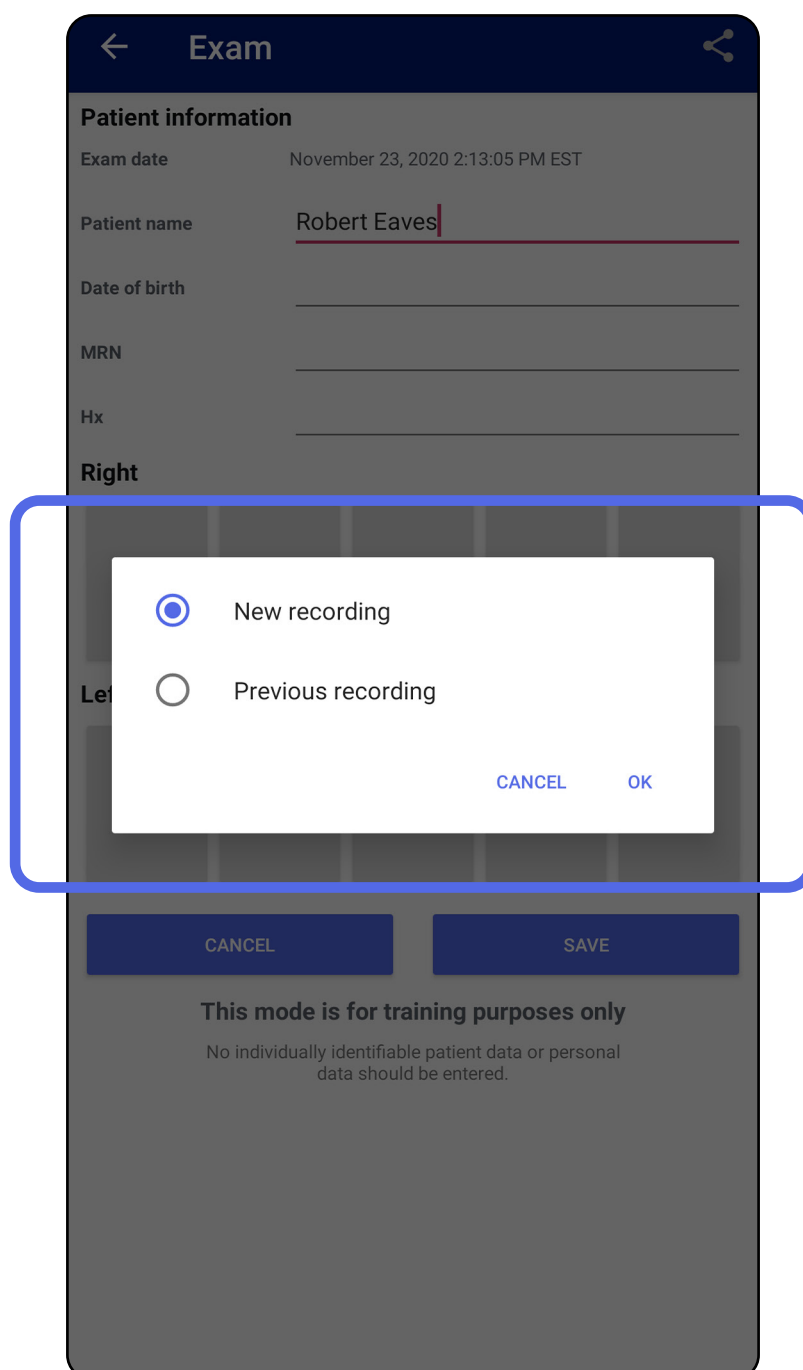 Exam
Patient information
Exam date November 23, 2020 2:13:05 PM EST
Patient name Robert Eaves
Date of birth
MRN
Hx
Right
New recording
Previous recording
CANCEL OK
CANCEL SAVE
This mode is for training purposes only
No individually identifiable patient data or personal
data should be entered.